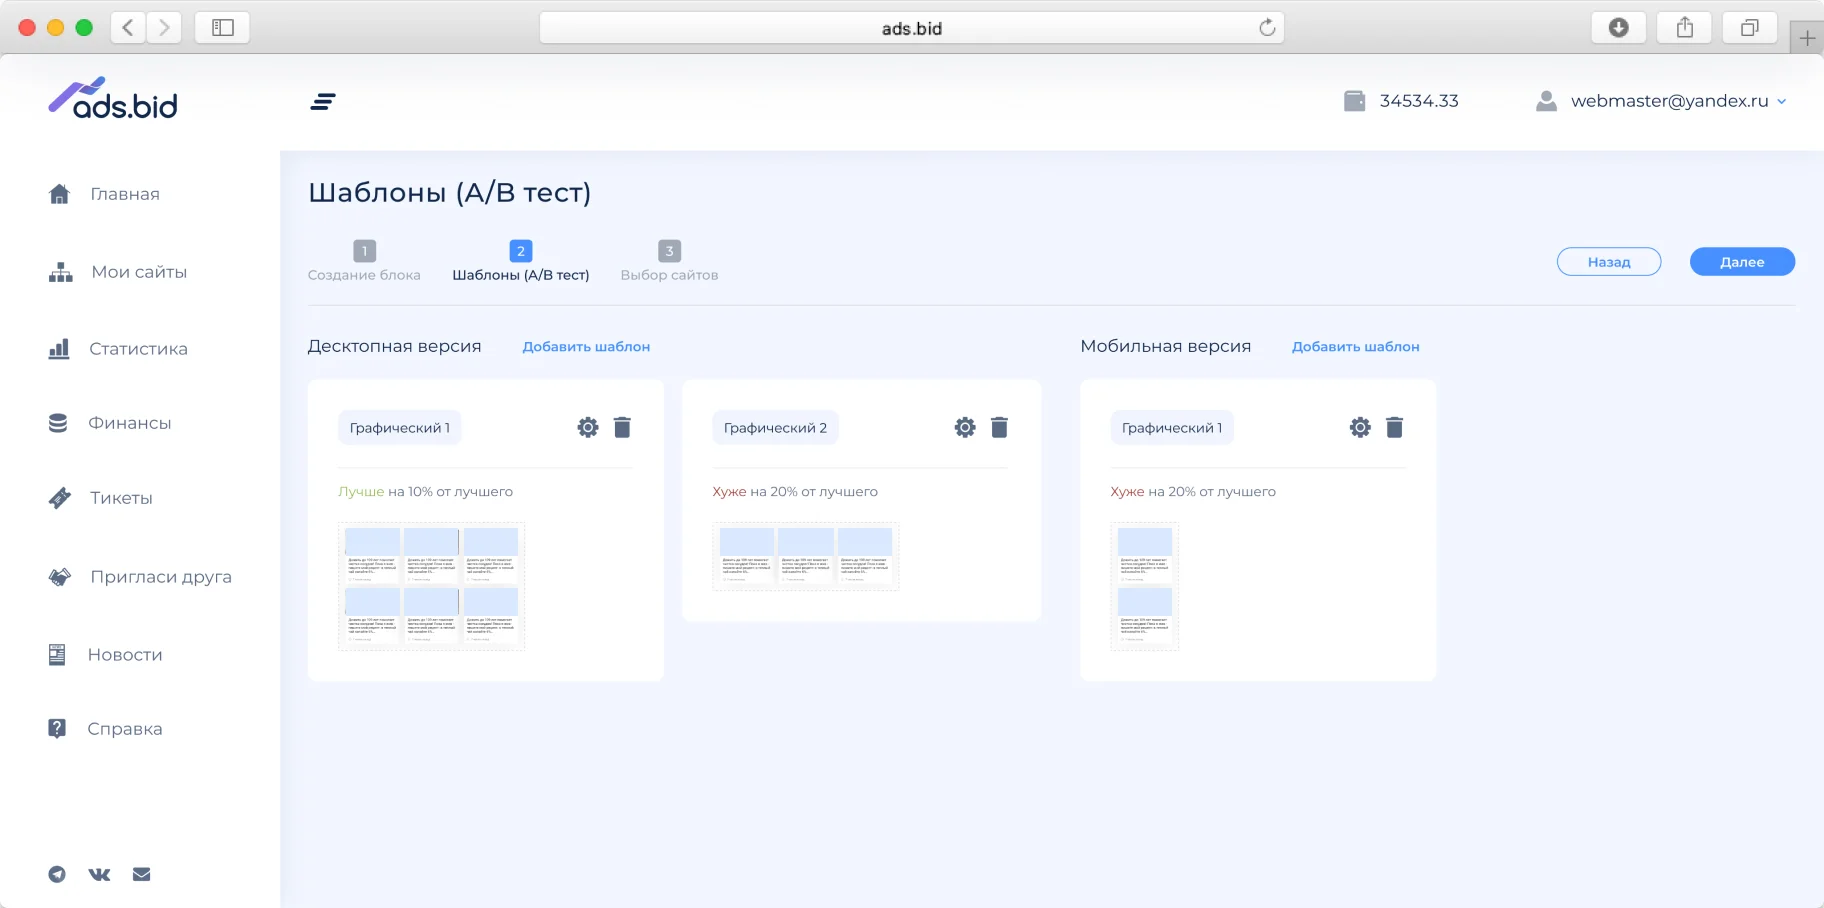 ads.bid
ads.bid
34534.33
webmaster@yandex.ru
Главная
Мои сайты
Статистика
Финансы
Тикеты
Пригласи друга
Новости
Справка
Шаблоны (А/В тест)
1
Создание блока
2
Шаблоны (А/В тест)
3
Выбор сайтов
Назад
Далее
Десктопная версия
Добавить шаблон
Графический 1
Лучше на 10% от лучшего
Графический 2
Хуже на 20% от лучшего
Мобильная версия
Добавить шаблон
Графический 1
Хуже на 20% от лучшего